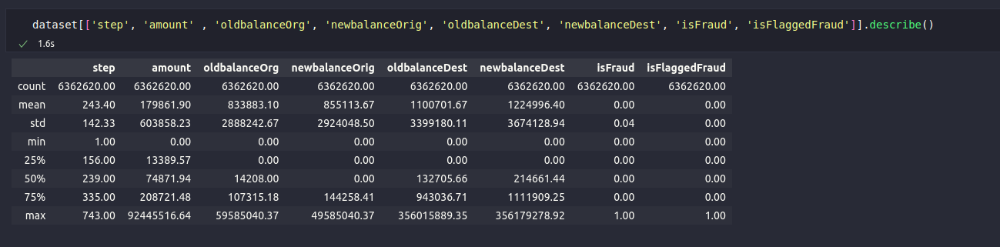 dataset[['step', 'amount' , 'oldbalanceOrg', 'newbalanceOrig', 'oldbalanceDest', 'newbalanceDest', 'isFraud', 'isFlaggedFraud']].describe()
✓ 1.6s
step amount oldbalanceOrg newbalanceOrig oldbalanceDest newbalanceDest isFraud isFlaggedFraud
count 6362620.00 6362620.00 6362620.00 6362620.00 6362620.00 6362620.00 6362620.00 6362620.00
mean 243.40 179861.90 833883.10 855113.67 1100701.67 1224996.40 0.00 0.00
std 142.33 603858.23 2888242.67 2924048.50 3399180.11 3674128.94 0.04 0.00
min 1.00 0.00 0.00 0.00 0.00 0.00 0.00 0.00
25% 156.00 13389.57 0.00 0.00 0.00 0.00 0.00 0.00
50% 239.00 74871.94 14208.00 0.00 132705.66 214661.44 0.00 0.00
75% 335.00 208721.48 107315.18 144258.41 943036.71 1111909.25 0.00 0.00
max 743.00 92445516.64 59585040.37 49585040.37 356015889.35 356179278.92 1.00 1.00